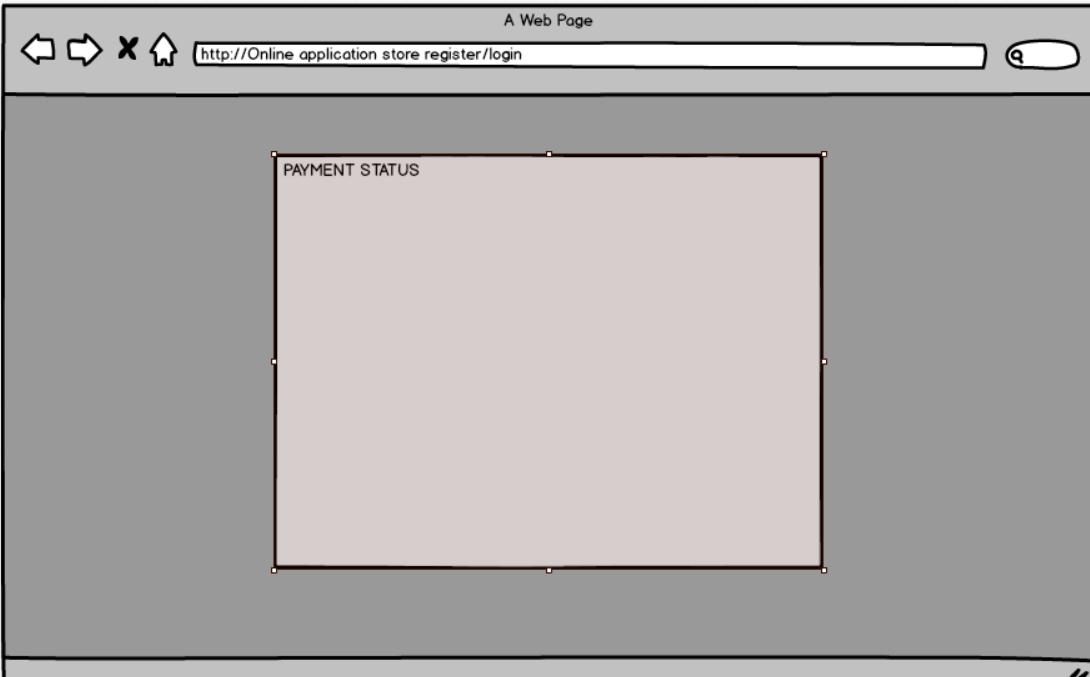 A Web Page
http://Online application store register/login
PAYMENT STATUS